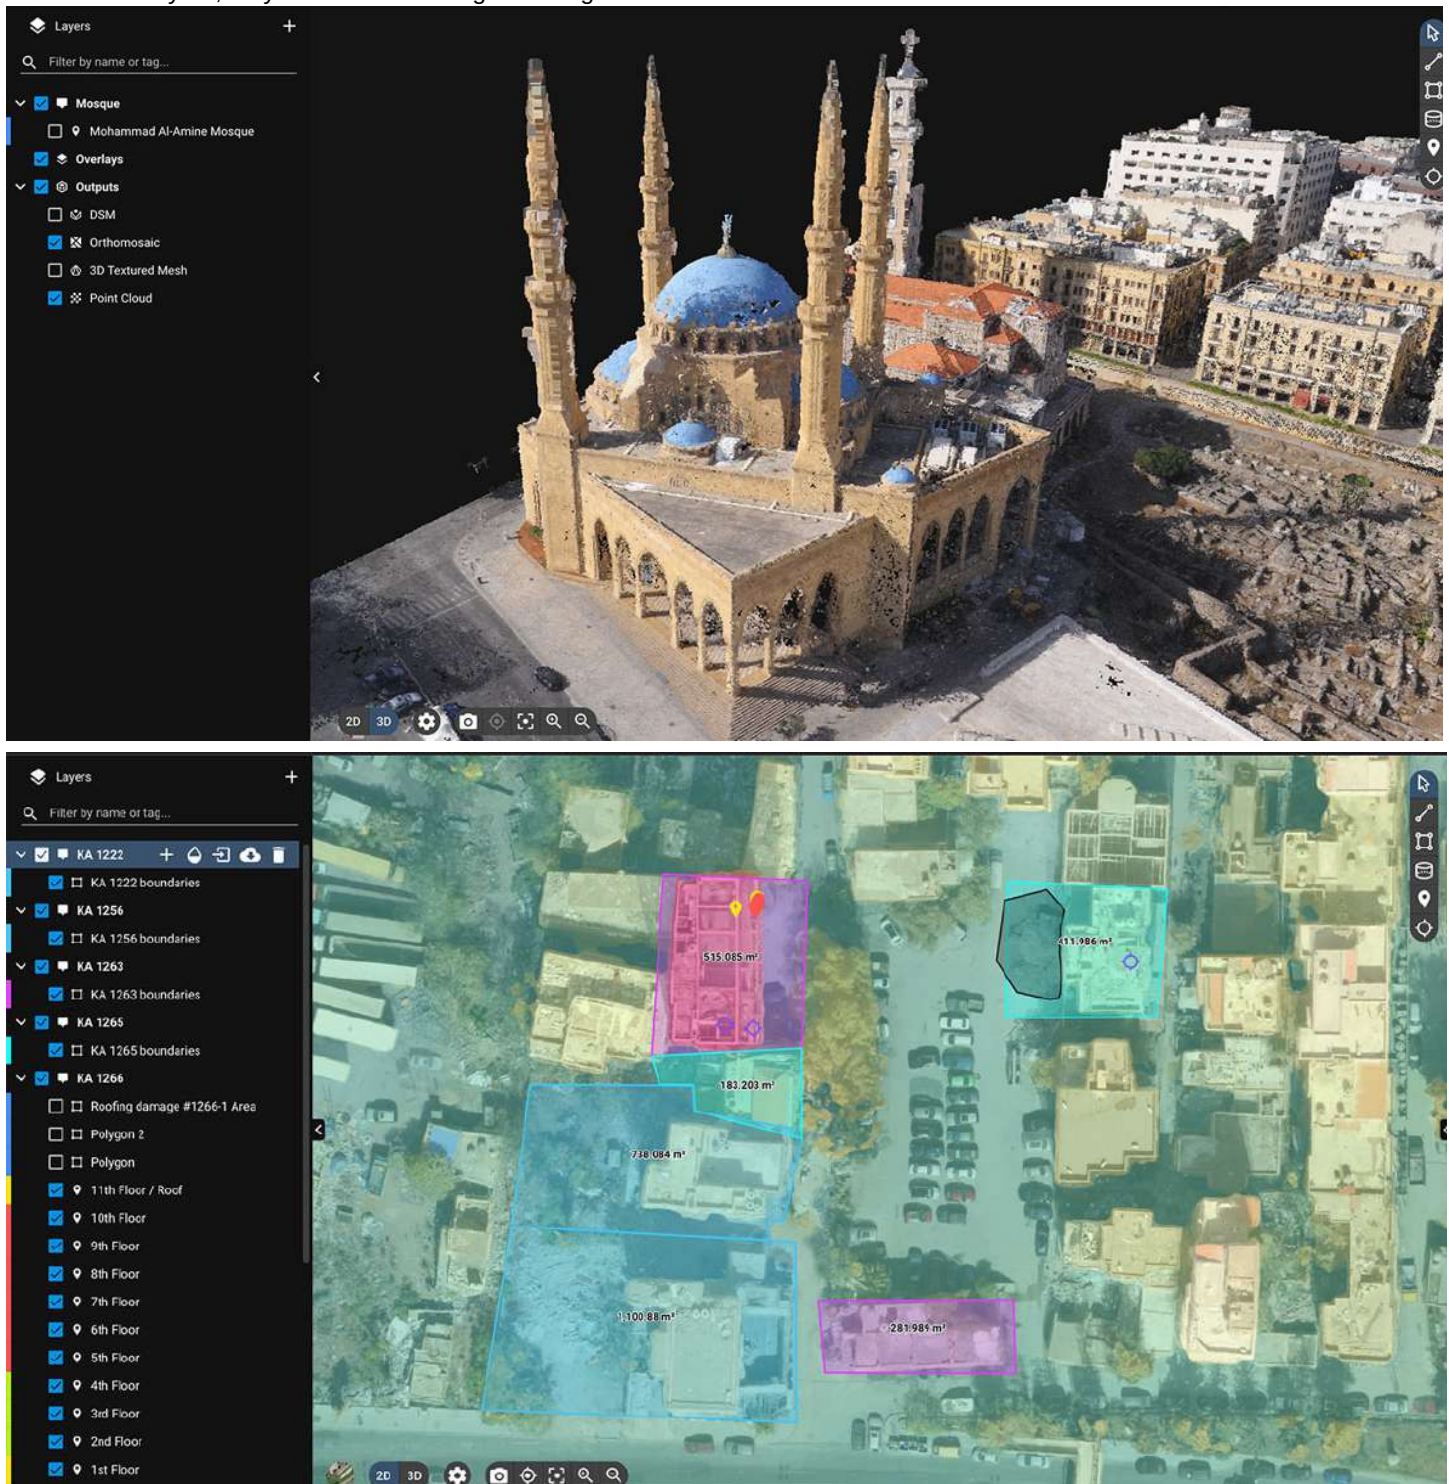 Layers
Filter by name or tag...
Mosque
Mohammad Al-Amine Mosque
Overlays
Outputs
DSM
Orthomosaic
3D Textured Mesh
Point Cloud
2D 3D
Layers
Filter by name or tag...
KA 1222
KA 1222 boundaries
KA 1256
KA 1256 boundaries
KA 1263
KA 1263 boundaries
KA 1265
KA 1265 boundaries
KA 1266
Roofing damage #1266-1 Area
Polygon 2
Polygon
11th Floor / Roof
10th Floor
9th Floor
8th Floor
7th Floor
6th Floor
5th Floor
4th Floor
3rd Floor
2nd Floor
1st Floor
515.085 m²
411.986 m²
183.203 m²
738.084 m²
1,100.88 m²
281.989 m²
2D 3D